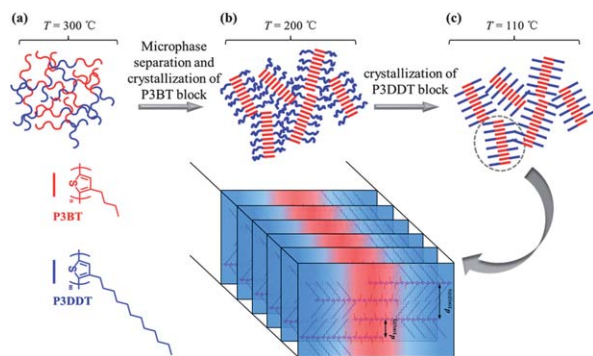 (a)
T = 300 ℃
Microphase
separation and
crystallization of
P3BT block
(b)
T = 200 ℃
crystallization of
P3DDT block
(c)
T = 110 ℃
S
n
P3BT
S
m
P3DDT